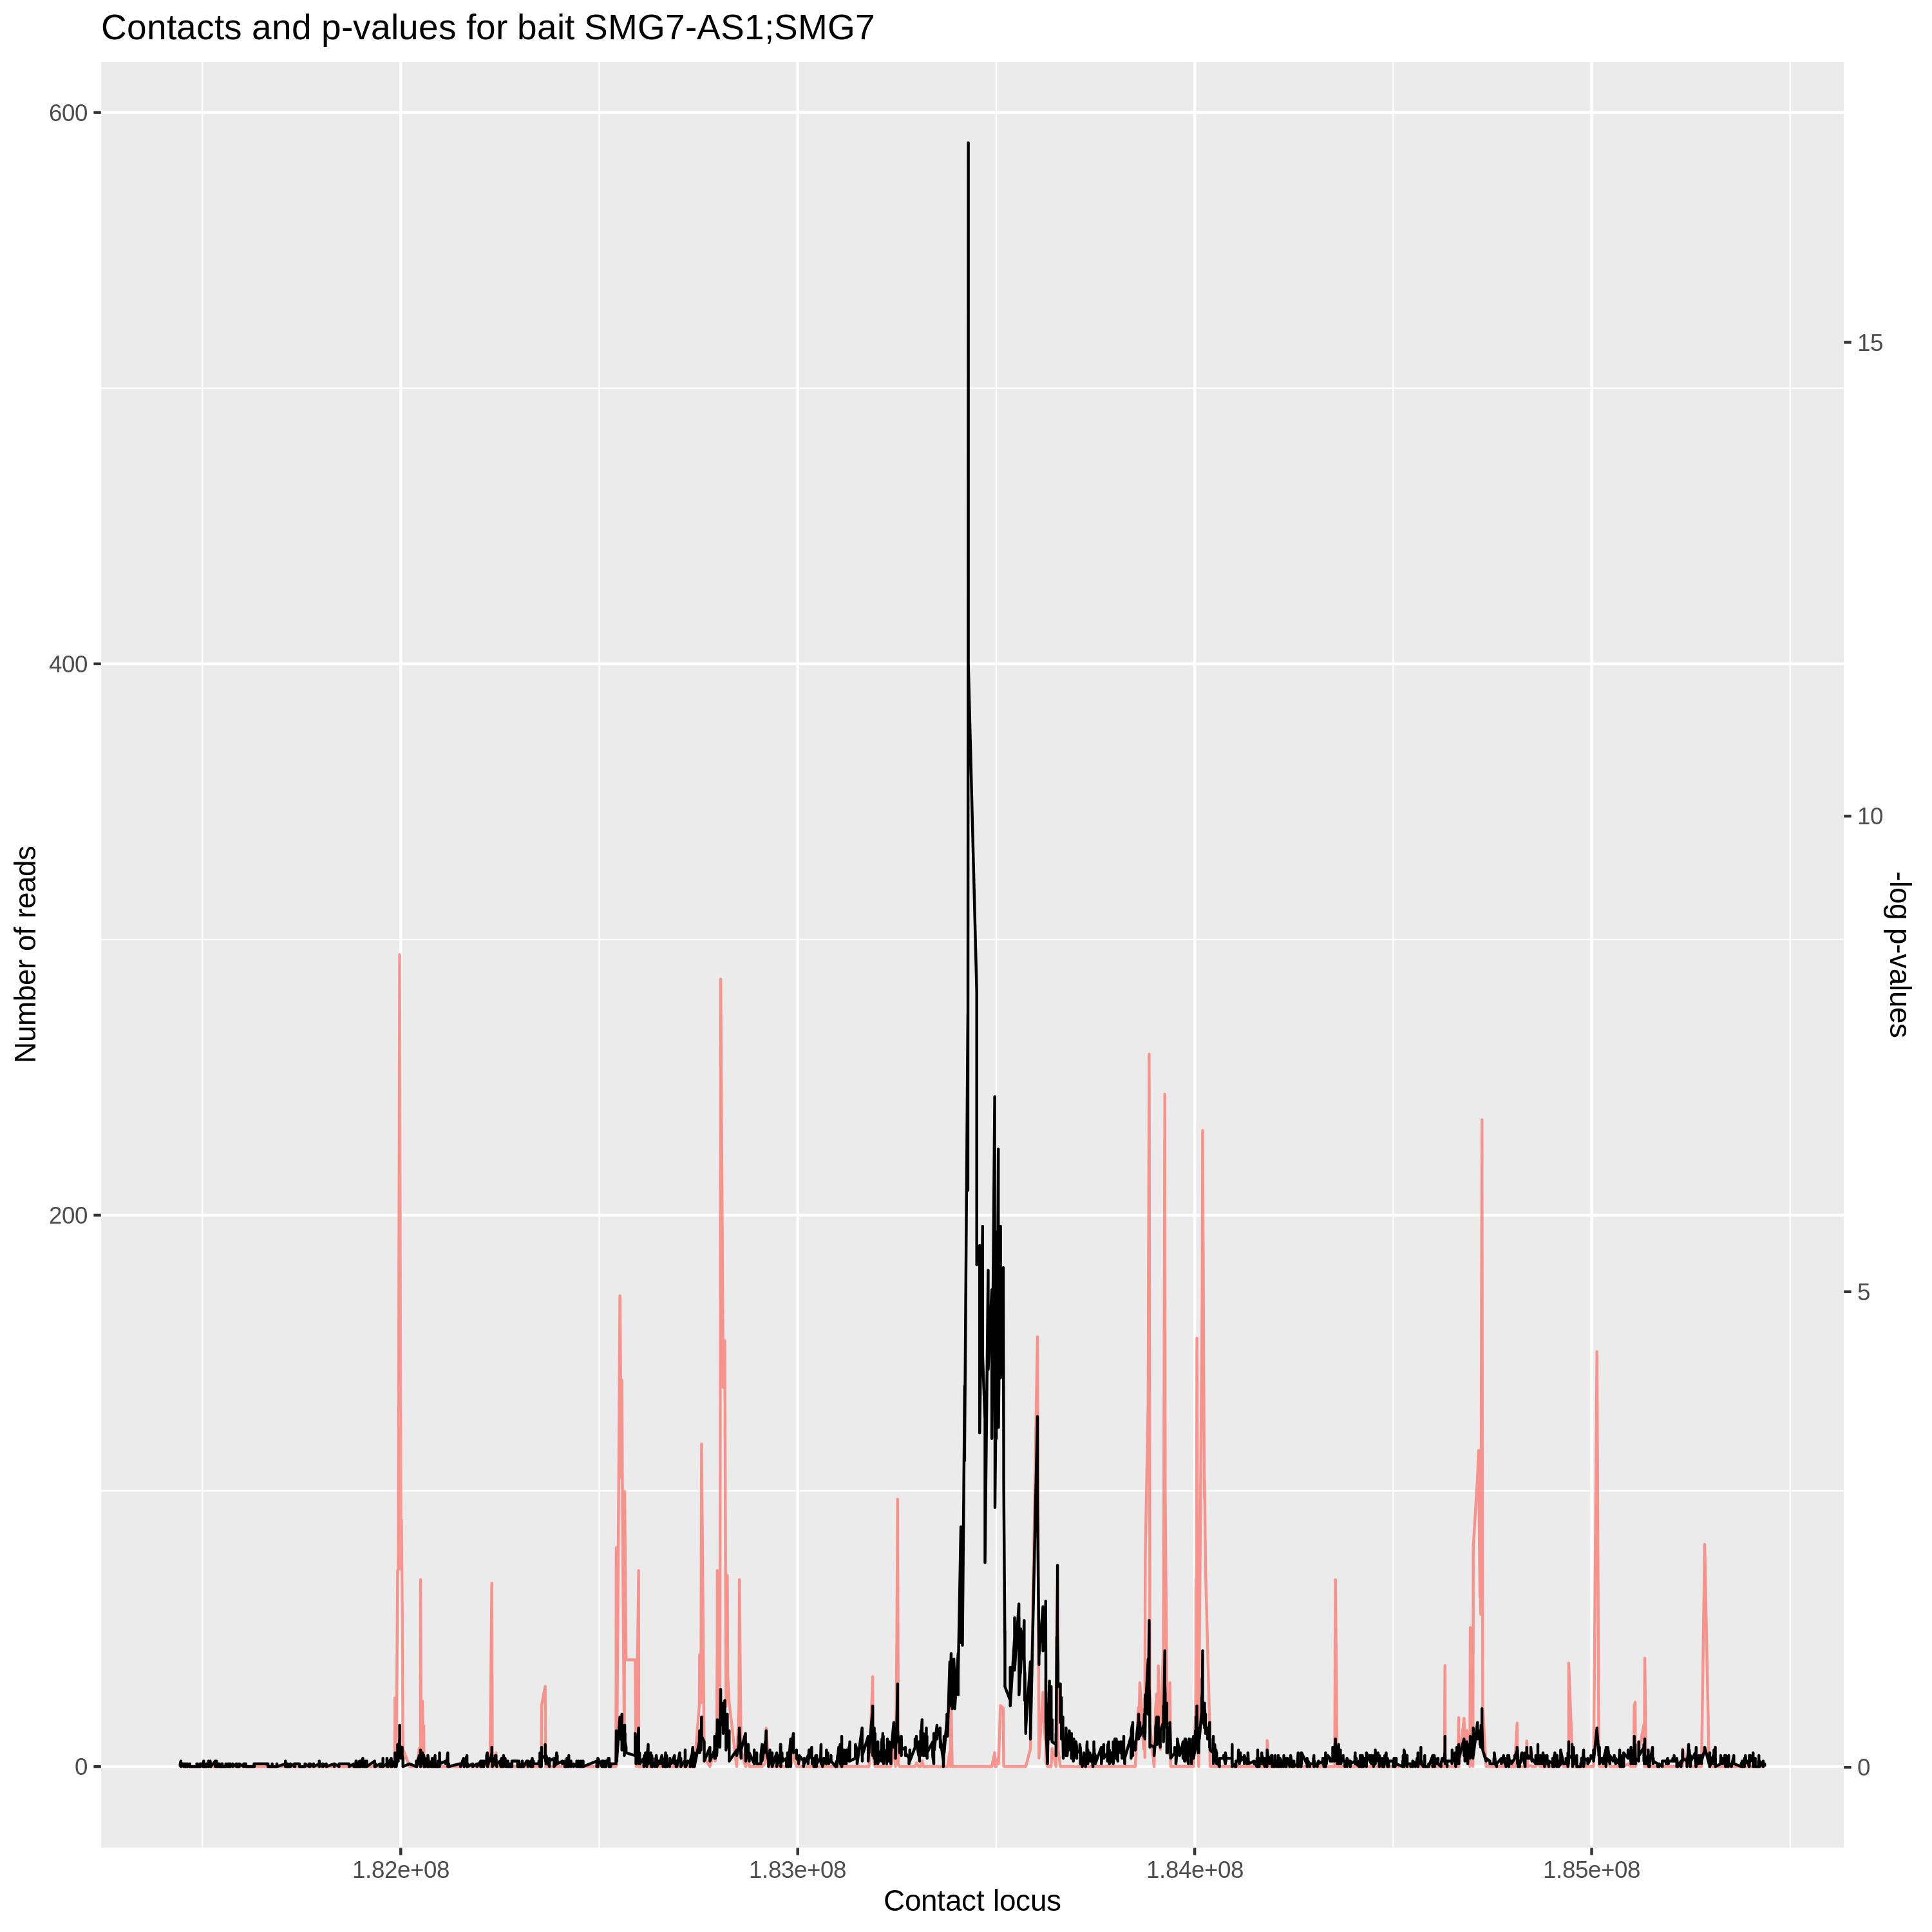 Contacts and p-values for bait SMG7-AS1;SMG7
600
400
200
0
Number of reads
15
10
5
0
-log p-values
1.82e+08
1.83e+08
1.84e+08
1.85e+08
Contact locus